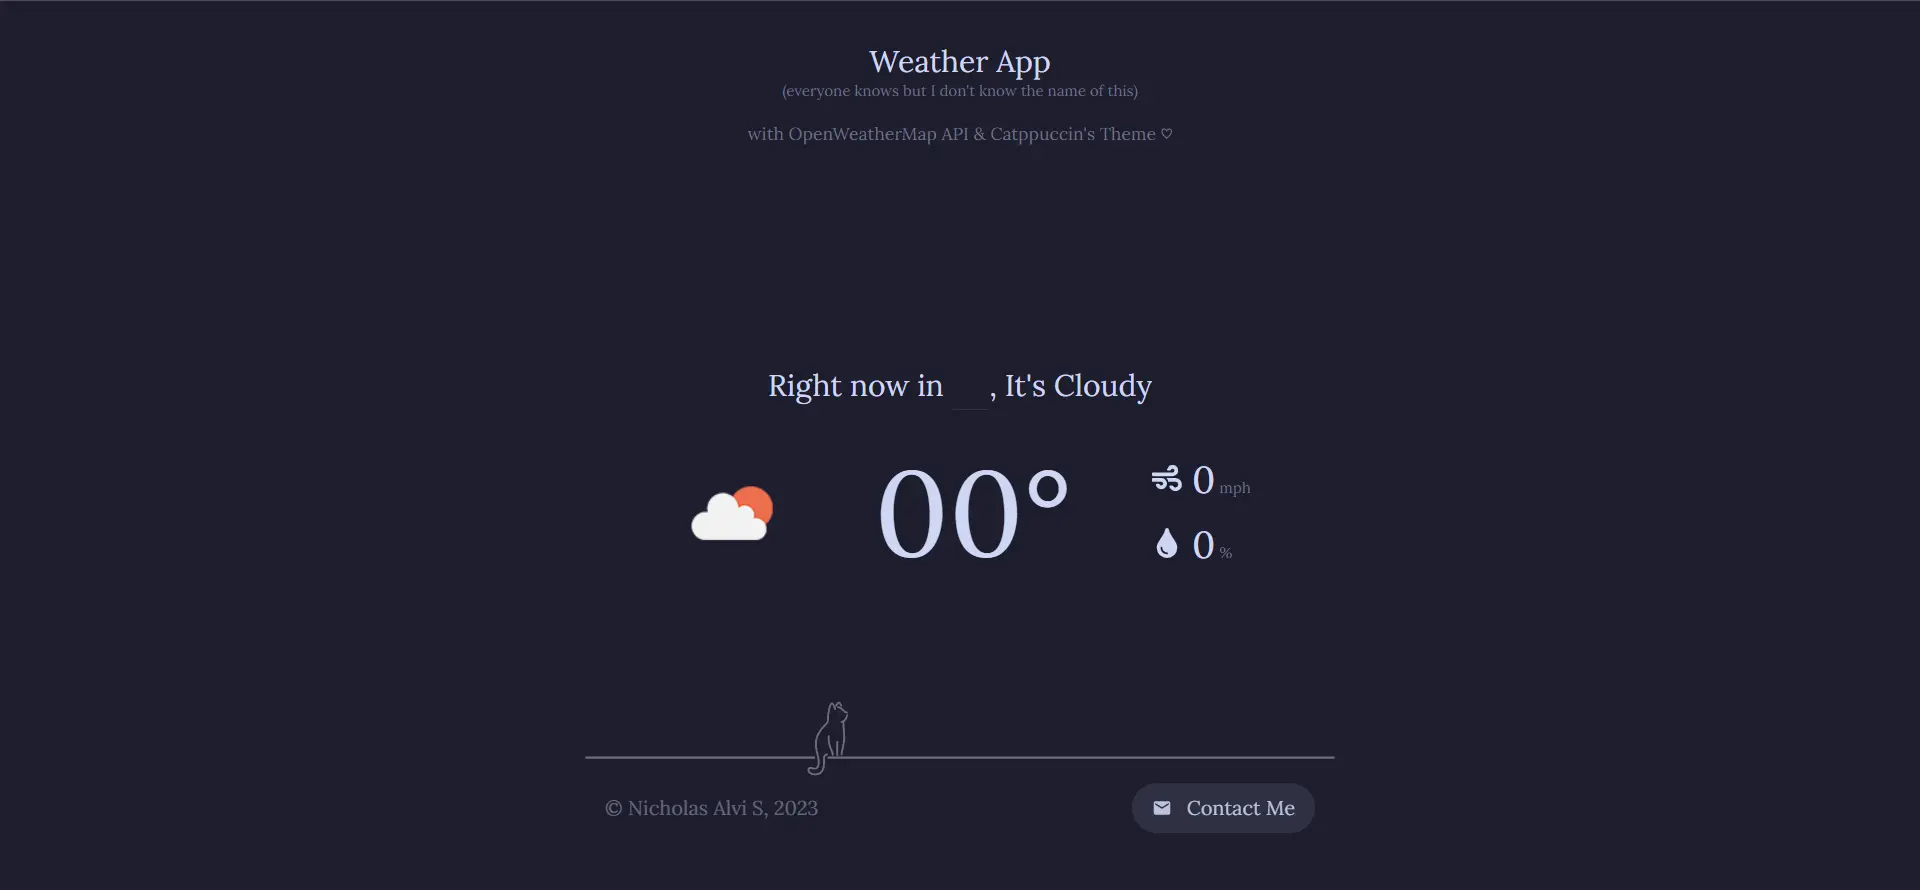 Weather App
(everyone knows but I don't know the name of this)
with OpenWeatherMap API & Catppuccin's Theme ♡
Right now in __, It's Cloudy
00°
0 mph
0 %
© Nicholas Alvi S, 2023
Contact Me